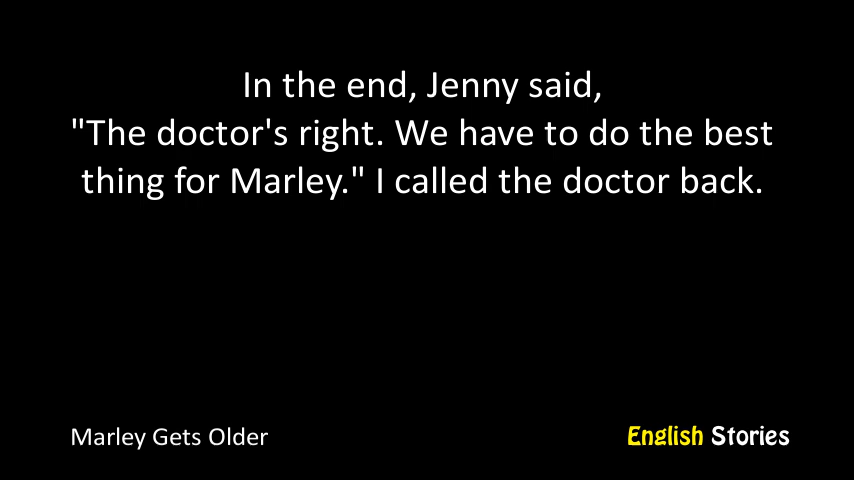 In the end, Jenny said,
"The doctor's right. We have to do the best
thing for Marley." I called the doctor back.
Marley Gets Older
English Stories